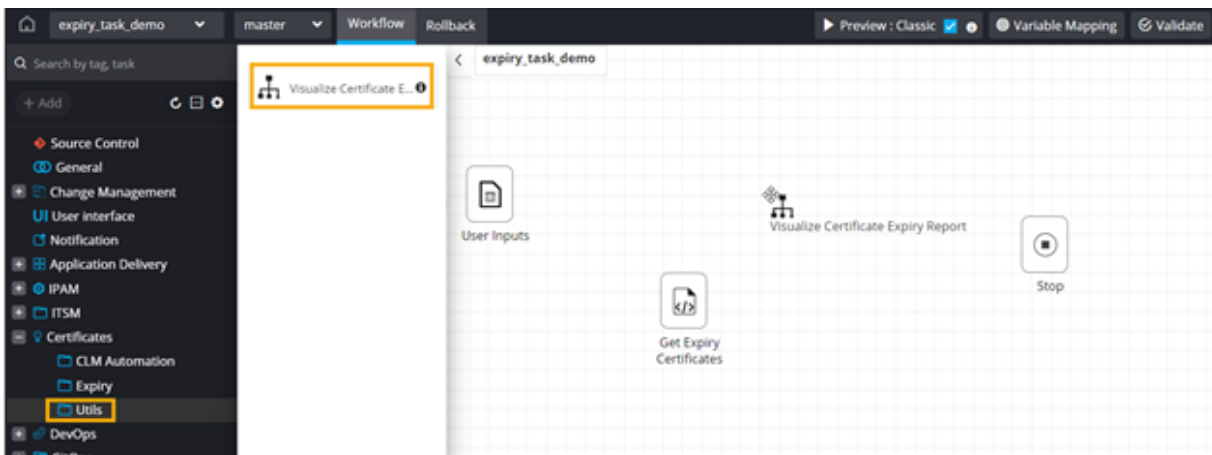 expiry_task_demo
master
Workflow
Rollback
Preview : Classic
Variable Mapping
Validate
Search by tag, task
+ Add
Source Control
General
Change Management
UI User interface
Notification
Application Delivery
IPAM
ITSM
Certificates
CLM Automation
Expiry
Utils
DevOps
Visualize Certificate E...
expiry_task_demo
User Inputs
Get Expiry
Certificates
Visualize Certificate Expiry Report
Stop